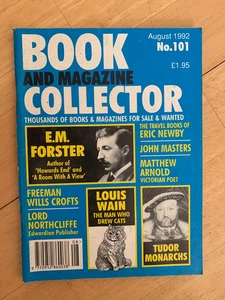 August 1992
No.101
£1.95
BOOK
AND MAGAZINE
COLLECTOR
THOUSANDS OF BOOKS & MAGAZINES FOR SALE & WANTED
E.M.
FORSTER
Author of
'Howards End' and
'A Room With A View'
THE TRAVEL BOOKS OF
ERIC NEWBY
JOHN MASTERS
MATTHEW
ARNOLD
VICTORIAN POET
FREEMAN
WILLS CROFTS
LORD
NORTHCLIFFE
Edwardian Publisher
LOUIS
WAIN
THE MAN WHO
DREW CATS
TUDOR
MONARCHS